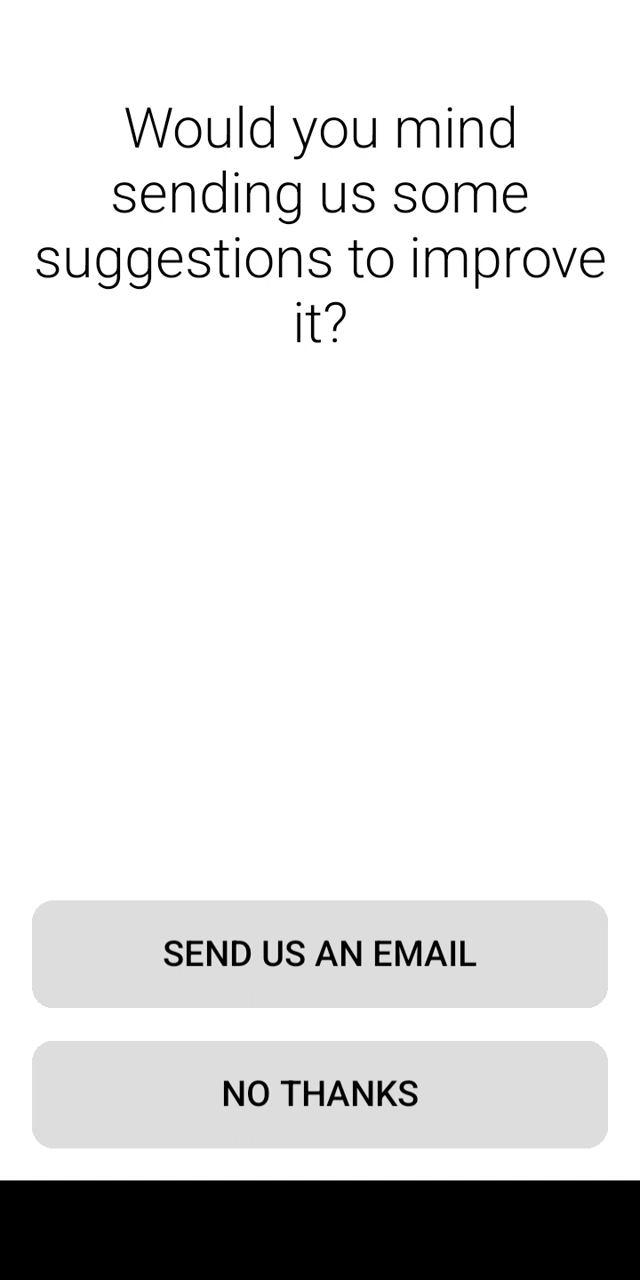 Would you mind
sending us some
suggestions to improve
it?
SEND US AN EMAIL
NO THANKS